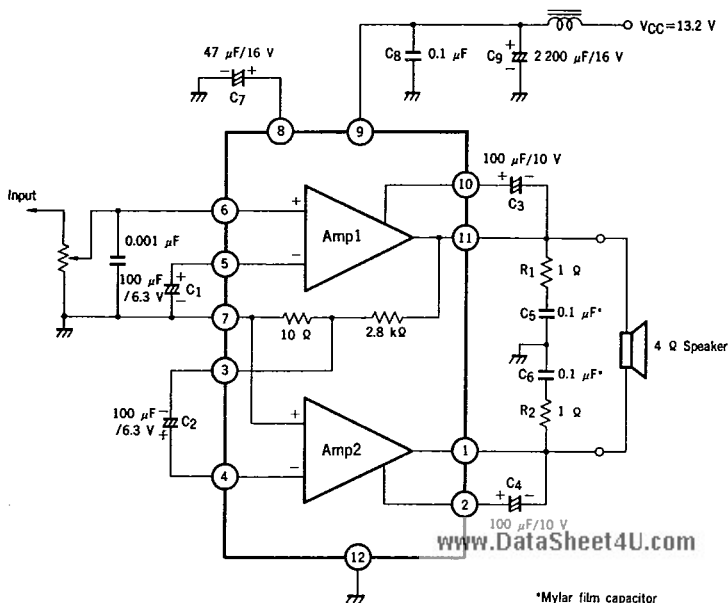 VCC=13.2 V
47 µF/16 V
C7
C8 0.1 µF
C9 2 200 µF/16 V
8
9
100 µF/10 V
C3
10
Input
6
Amp1
11
0.001 µF
5
100 µF
/6.3 V
C1
R1 1 Ω
7
10 Ω
2.8 kΩ
C5 0.1 µF*
4 Ω Speaker
3
C6 0.1 µF*
100 µF
/6.3 V
C2
R2 1 Ω
Amp2
1
4
2
C4
100 µF/10 V
www.DataSheet4U.com
12
*Mylar film capacitor